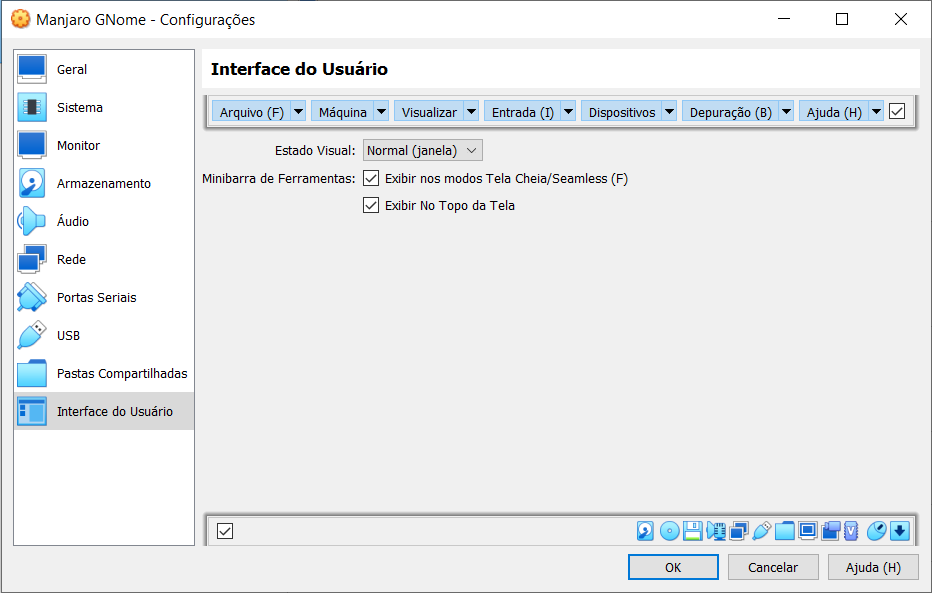 Manjaro GNome - Configurações
Geral
Sistema
Monitor
Armazenamento
Áudio
Rede
Portas Seriais
USB
Pastas Compartilhadas
Interface do Usuário
Interface do Usuário
Arquivo (F) Máquina Visualizar Entrada (I) Dispositivos Depuração (B) Ajuda (H)
Estado Visual: Normal (janela)
Minibarra de Ferramentas: Exibir nos modos Tela Cheia/Seamless (F)
Exibir No Topo da Tela
V
OK Cancelar Ajuda (H)